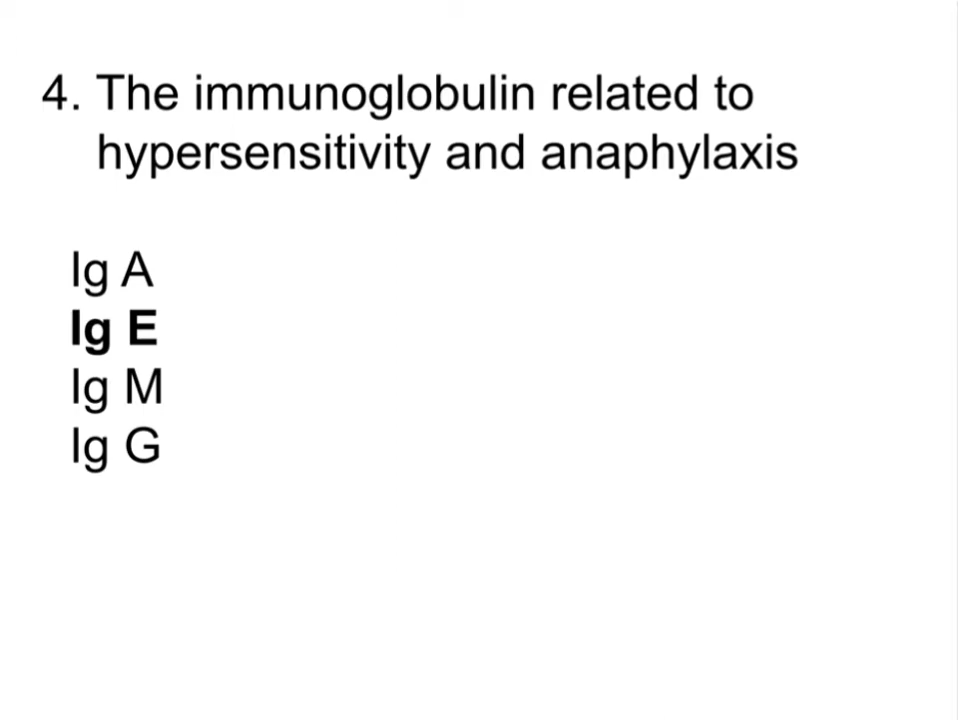 4. The immunoglobulin related to
hypersensitivity and anaphylaxis
Ig A
Ig E
Ig M
Ig G